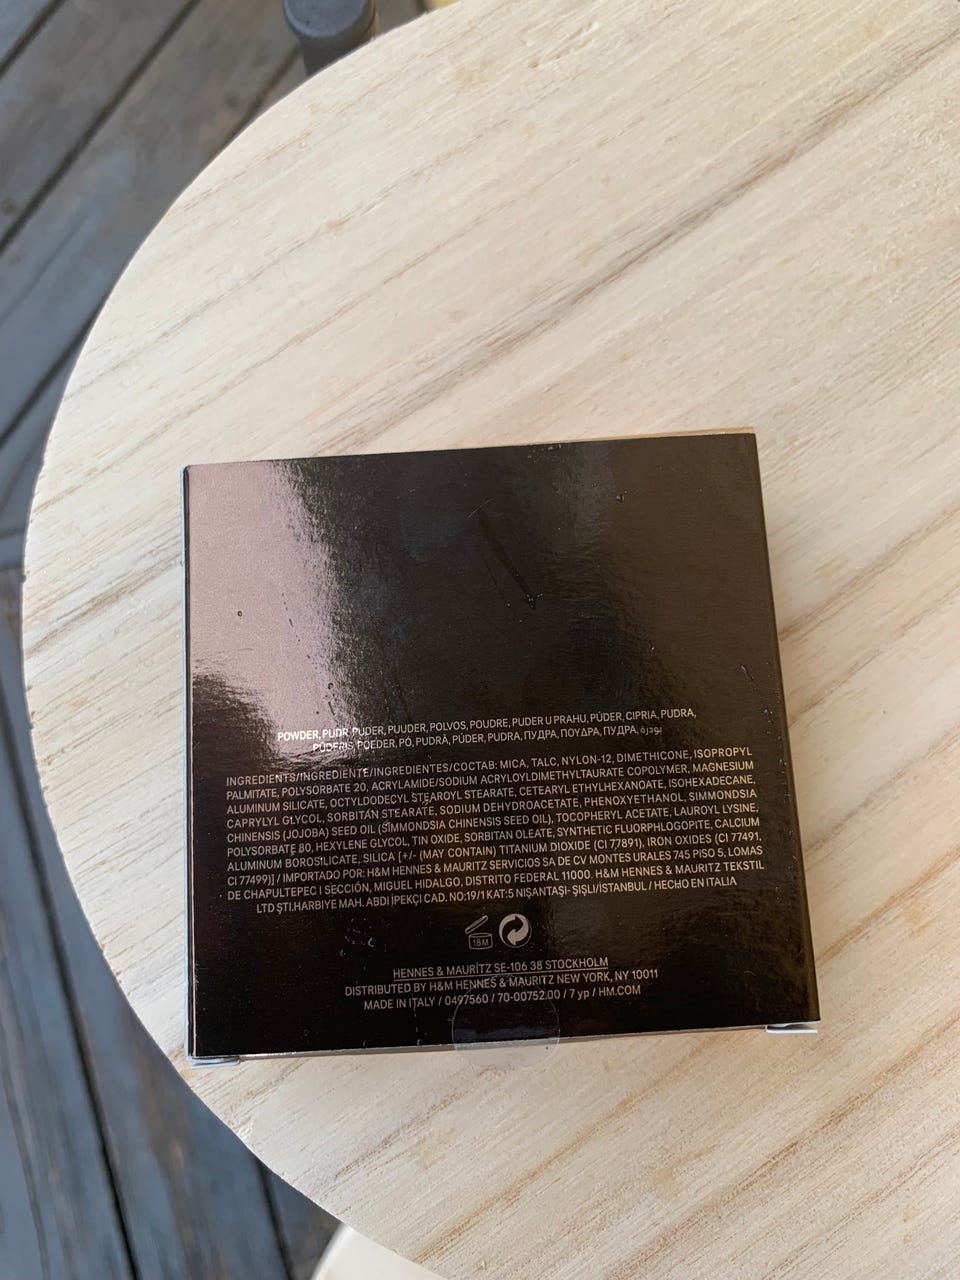 POWDER, PUDR, PUDER, PUUDER, POLVOS, POUDRE, PUDER U PRAHU, PÚDER, CIPRIA, PUDRA,
PŪDERIS, POEDER, PÓ, PUDRĂ, PÚDER, PUDRA, ПУДРА, ΠΟΥΔΡΑ, ПУДРА, بودرة
INGREDIENTS/INGREDIENTE/INGREDIENTES/СОСТАВ: MICA, TALC, NYLON-12, DIMETHICONE, ISOPROPYL
PALMITATE, POLYSORBATE 20, ACRYLAMIDE/SODIUM ACRYLOYLDIMETHYLTAURATE COPOLYMER, MAGNESIUM
ALUMINUM SILICATE, OCTYLDODECYL STEAROYL STEARATE, CETEARYL ETHYLHEXANOATE, ISOHEXADECANE,
CAPRYLYL GLYCOL, SORBITAN STEARATE, SODIUM DEHYDROACETATE, PHENOXYETHANOL, SIMMONDSIA
CHINENSIS (JOJOBA) SEED OIL (SIMMONDSIA CHINENSIS SEED OIL), TOCOPHERYL ACETATE, LAUROYL LYSINE,
POLYSORBATE 80, HEXYLENE GLYCOL, TIN OXIDE, SORBITAN OLEATE, SYNTHETIC FLUORPHLOGOPITE, CALCIUM
ALUMINUM BOROSILICATE, SILICA [+/- (MAY CONTAIN) TITANIUM DIOXIDE (CI 77891), IRON OXIDES (CI 77491,
CI 77499)] / IMPORTADO POR: H&M HENNES & MAURITZ SERVICIOS SA DE CV MONTES URALES 745 PISO 5, LOMAS
DE CHAPULTEPEC I SECCIÓN, MIGUEL HIDALGO, DISTRITO FEDERAL 11000. H&M HENNES & MAURITZ TEKSTIL
LTD ŞTI.HARBIYE MAH. ABDI İPEKÇI CAD. NO:19/1 KAT:5 NIŞANTAŞI- ŞIŞLI/İSTANBUL / HECHO EN ITALIA
18M
HENNES & MAURITZ SE-106 38 STOCKHOLM
DISTRIBUTED BY H&M HENNES & MAURITZ NEW YORK, NY 10011
MADE IN ITALY / 0497560 / 70-00752.00 / 7 yp / HM.COM